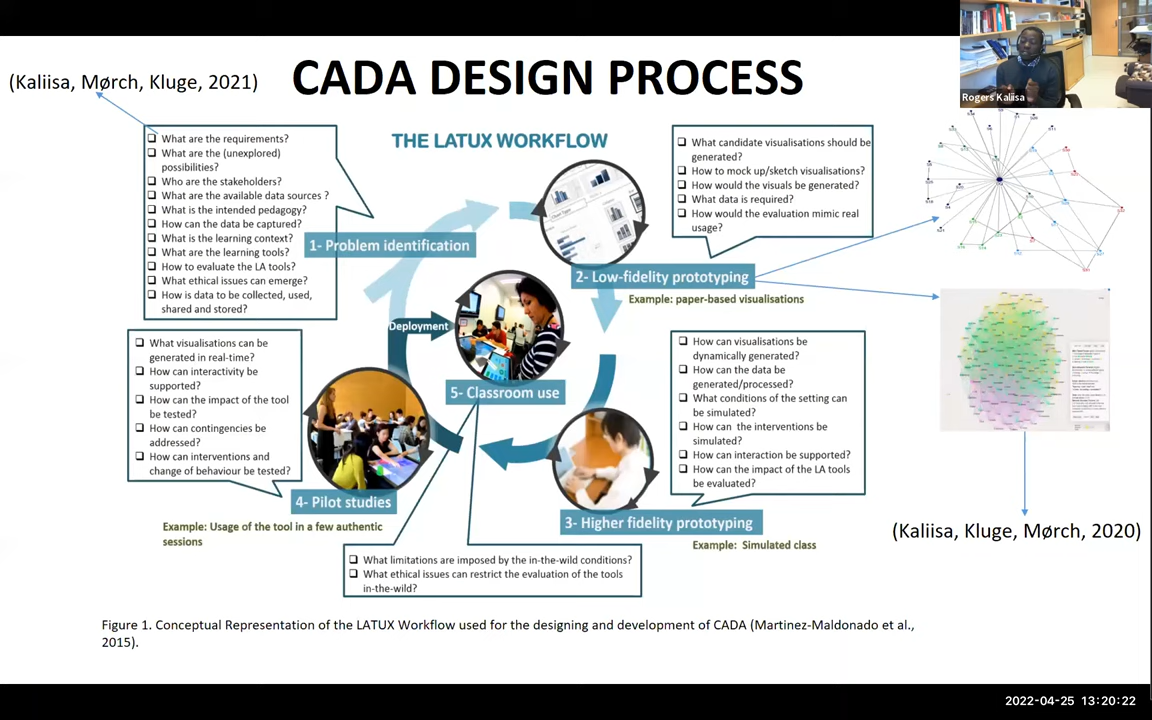 (Kaliisa, Mørch, Kluge, 2021)
CADA DESIGN PROCESS
Rogers Kaliisa
THE LATUX WORKFLOW
What are the requirements?
What are the (unexplored)
possibilities?
Who are the stakeholders?
What are the available data sources ?
What is the intended pedagogy?
How can the data be captured?
What is the learning context?
What are the learning tools?
How to evaluate the LA tools?
What ethical issues can emerge?
How is data to be collected, used,
shared and stored?
1- Problem identification
What candidate visualisations should be
generated?
How to mock up/sketch visualisations?
How would the visuals be generated?
What data is required?
How would the evaluation mimic real
usage?
2- Low-fidelity prototyping
Example: paper-based visualisations
What visualisations can be
generated in real-time?
How can interactivity be
supported?
How can the impact of the tool
be tested?
How can contingencies be
addressed?
How can interventions and
change of behaviour be tested?
Deployment
5- Classroom use
How can visualisations be
dynamically generated?
How can the data be
generated/processed?
What conditions of the setting can
be simulated?
How can the interventions be
simulated?
How can interaction be supported?
How can the impact of the LA tools
be evaluated?
4- Pilot studies
Example: Usage of the tool in a few authentic
sessions
3- Higher fidelity prototyping
Example: Simulated class
(Kaliisa, Kluge, Mørch, 2020)
What limitations are imposed by the in-the-wild conditions?
What ethical issues can restrict the evaluation of the tools
in-the-wild?
Figure 1. Conceptual Representation of the LATUX Workflow used for the designing and development of CADA (Martinez-Maldonado et al.,
2015).
2022-04-25 13:20:22